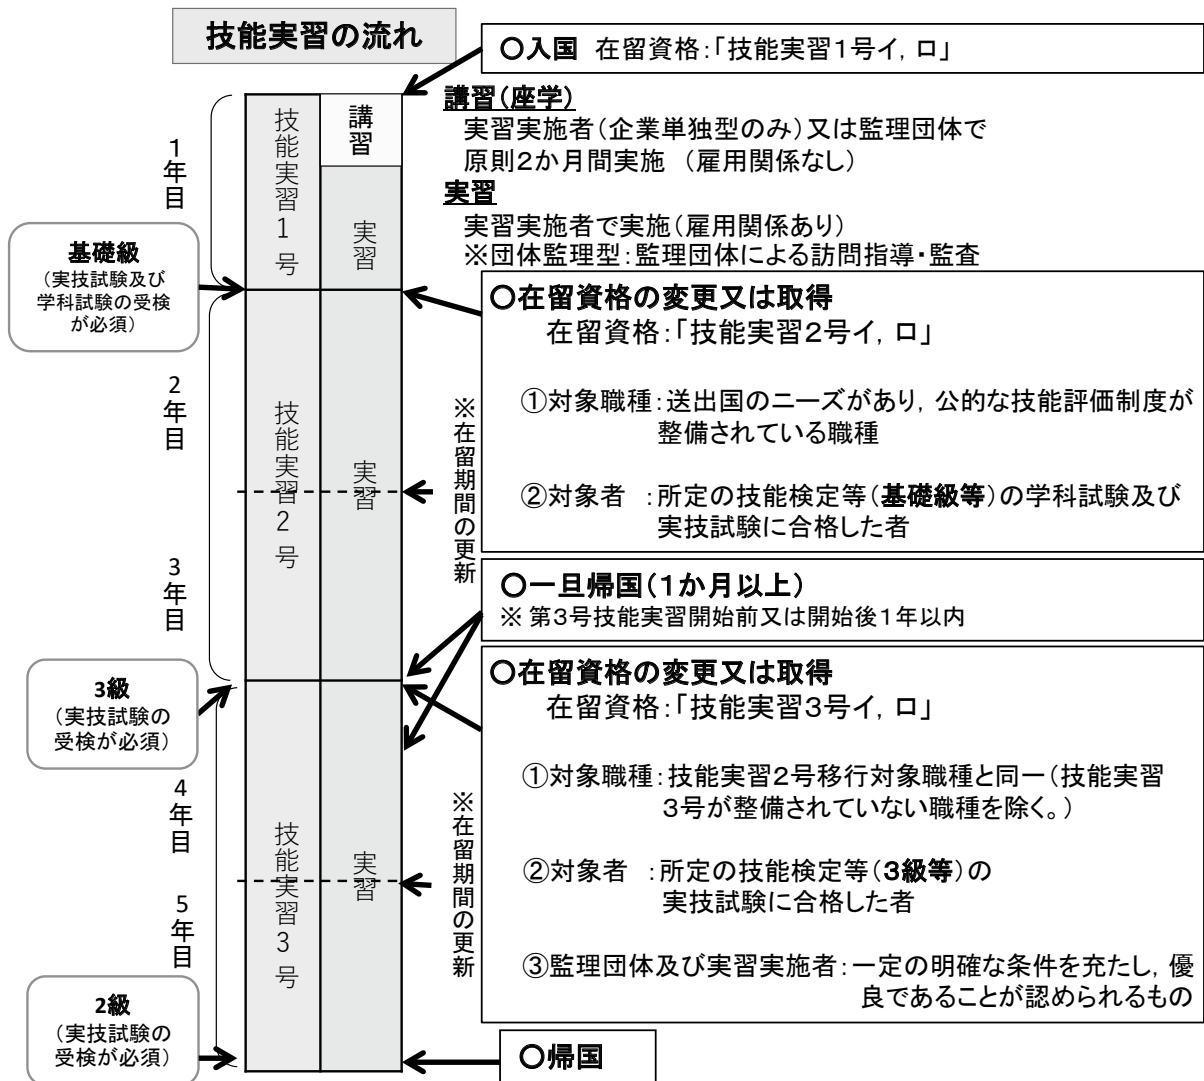 技能実習の流れ
○入国 在留資格:「技能実習1号イ, ロ」
講習(座学)
実習実施者(企業単独型のみ)又は監理団体で
原則2か月間実施 (雇用関係なし)
実習
実習実施者で実施(雇用関係あり)
※団体監理型:監理団体による訪問指導・監査
1年目
技能実習1号
講習
実習
基礎級
(実技試験及び
学科試験の受検
が必須)
○在留資格の変更又は取得
在留資格:「技能実習2号イ, ロ」
①対象職種:送出国のニーズがあり, 公的な技能評価制度が
整備されている職種
②対象者 :所定の技能検定等(基礎級等)の学科試験及び
実技試験に合格した者
2年目
技能実習2号
実習
※在留期間の更新
3年目
○一旦帰国(1か月以上)
※ 第3号技能実習開始前又は開始後1年以内
3級
(実技試験の
受検が必須)
○在留資格の変更又は取得
在留資格:「技能実習3号イ, ロ」
①対象職種:技能実習2号移行対象職種と同一(技能実習
3号が整備されていない職種を除く。)
②対象者 :所定の技能検定等(3級等)の
実技試験に合格した者
③監理団体及び実習実施者:一定の明確な条件を充たし, 優
良であることが認められるもの
4年目
技能実習3号
実習
※在留期間の更新
5年目
2級
(実技試験の
受検が必須)
○帰国